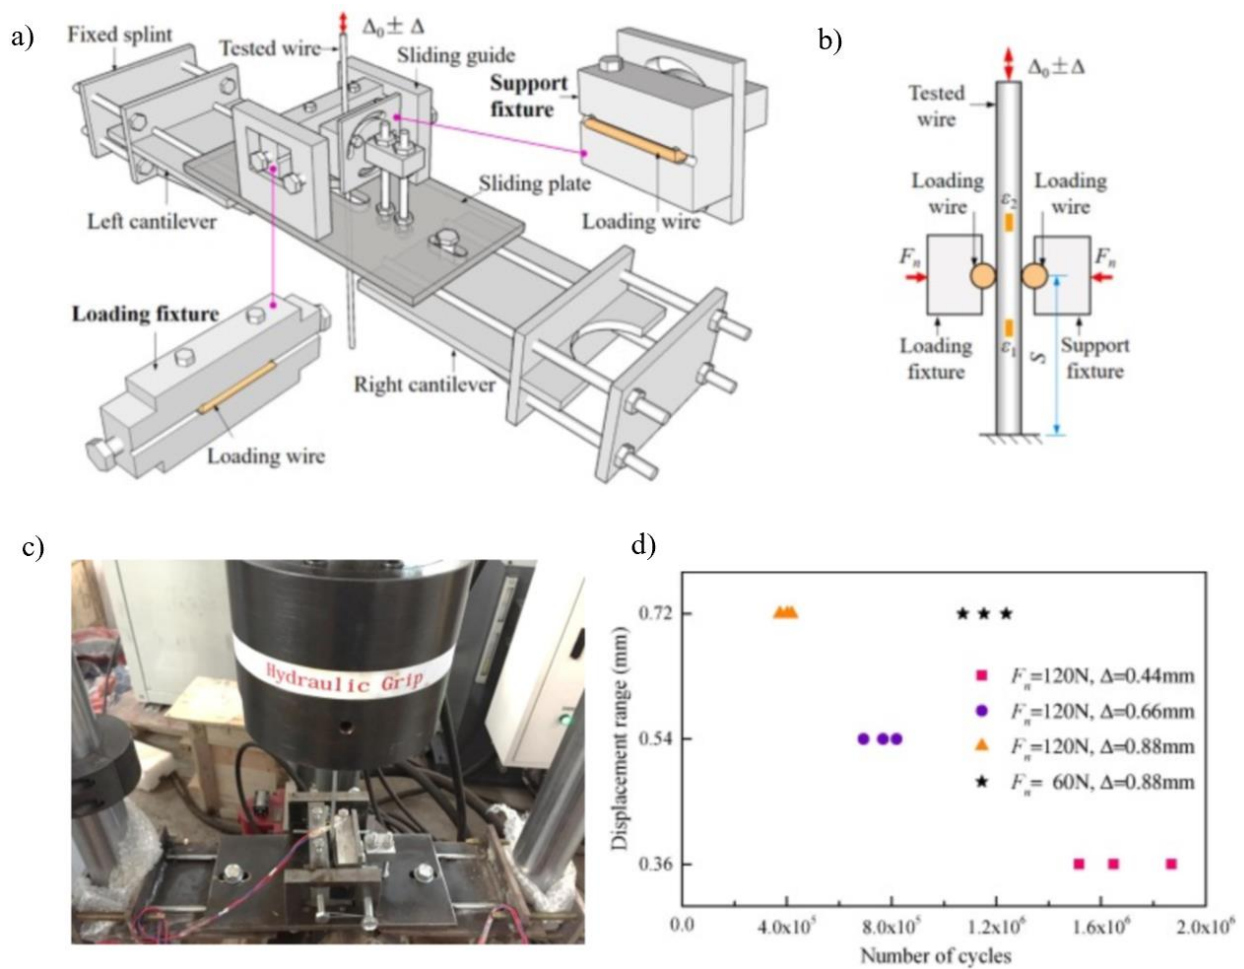 a)
Fixed splint
Tested wire
Δ₀ ± Δ
Sliding guide
Support
fixture
Sliding plate
Loading wire
Left cantilever
Loading fixture
Right cantilever
Loading wire
b)
Δ₀±Δ
Tested
wire
Loading
wire
Loading
wire
ε₂
Fₙ
Fₙ
ε₁
S
Loading
fixture
Support
fixture
c)
Hydraulic Grip
d)
Displacement range (mm)
0.72
0.54
0.36
Fₙ=120N, Δ=0.44mm
Fₙ=120N, Δ=0.66mm
Fₙ=120N, Δ=0.88mm
Fₙ= 60N, Δ=0.88mm
0.0
4.0x10⁵
8.0x10⁵
1.2x10⁶
1.6x10⁶
2.0x10⁶
Number of cycles